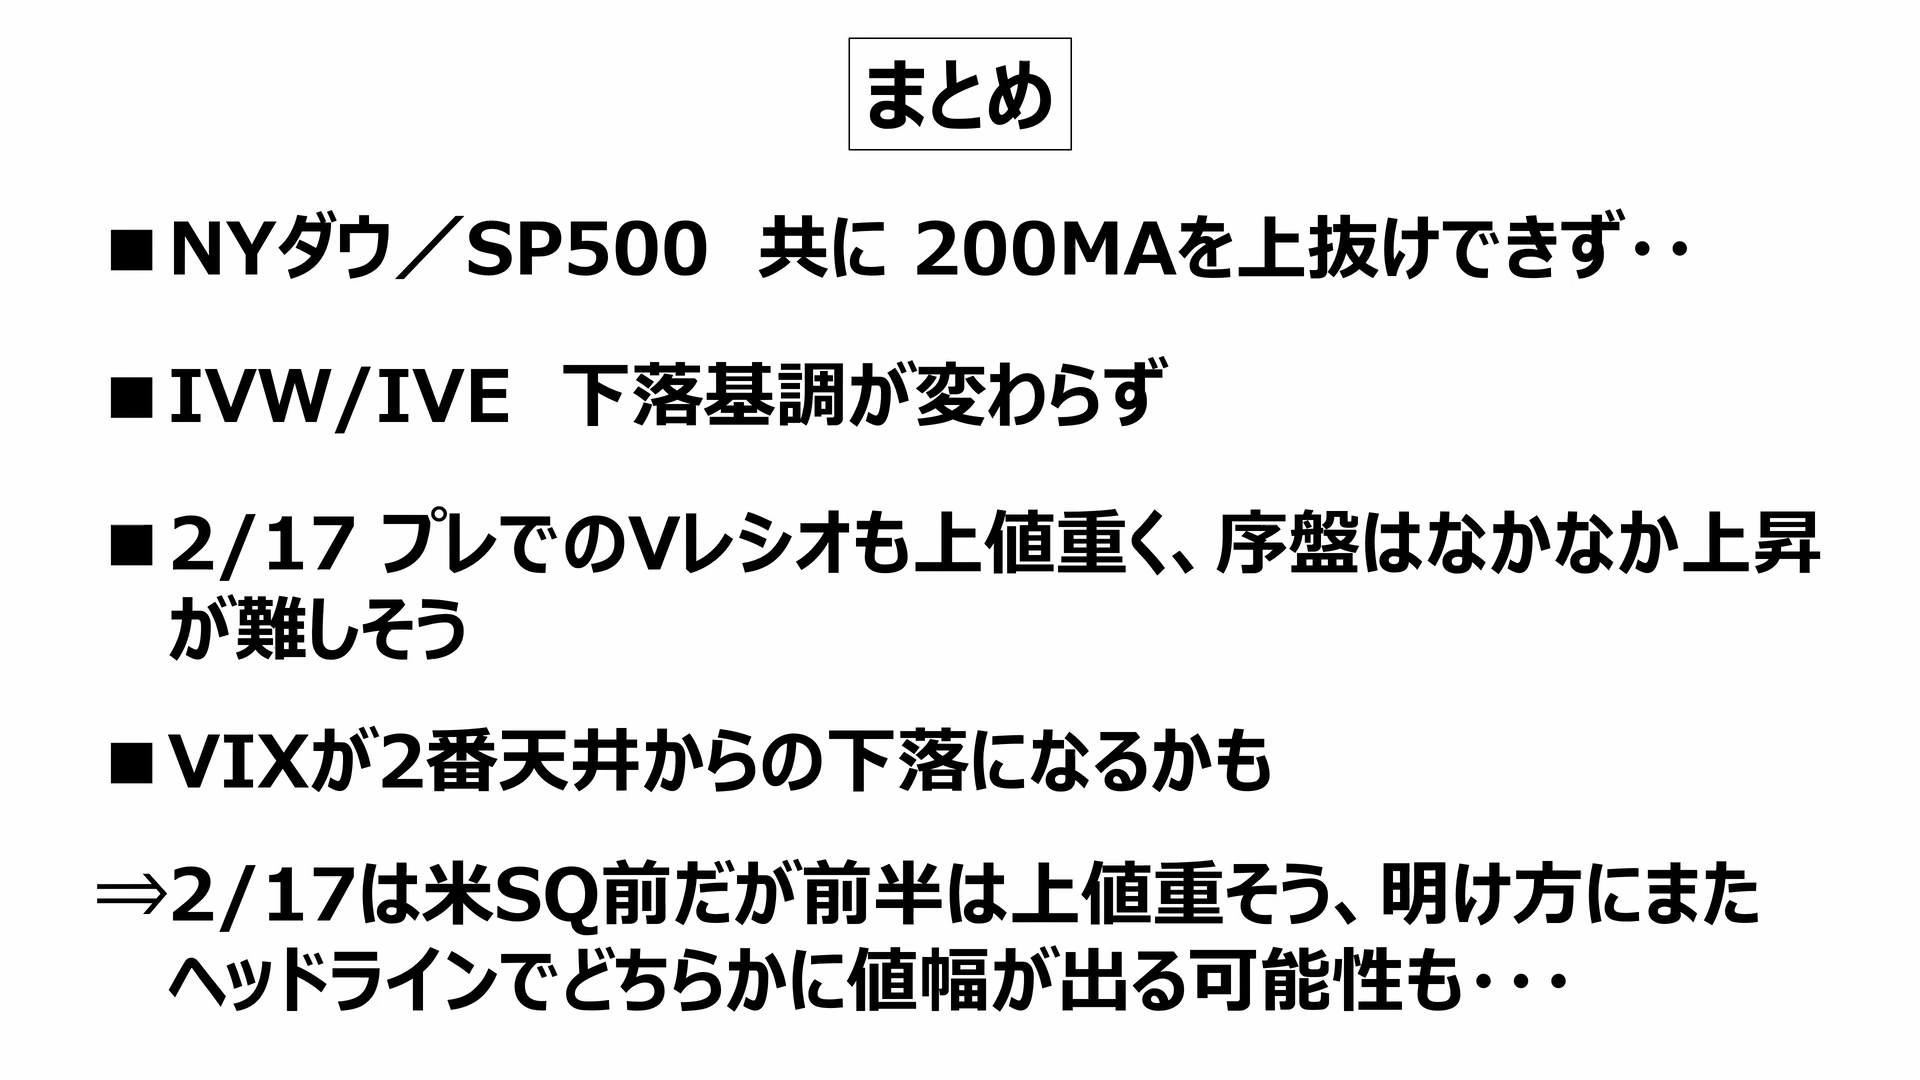 まとめ
■NYダウ／SP500　共に 200MAを上抜けできず・・
■IVW/IVE　下落基調が変わらず
■2/17 プレでのVレシオも上値重く、序盤はなかなか上昇
が難しそう
■VIXが2番天井からの下落になるかも
⇒2/17は米SQ前だが前半は上値重そう、明け方にまた
ヘッドラインでどちらかに値幅が出る可能性も・・・